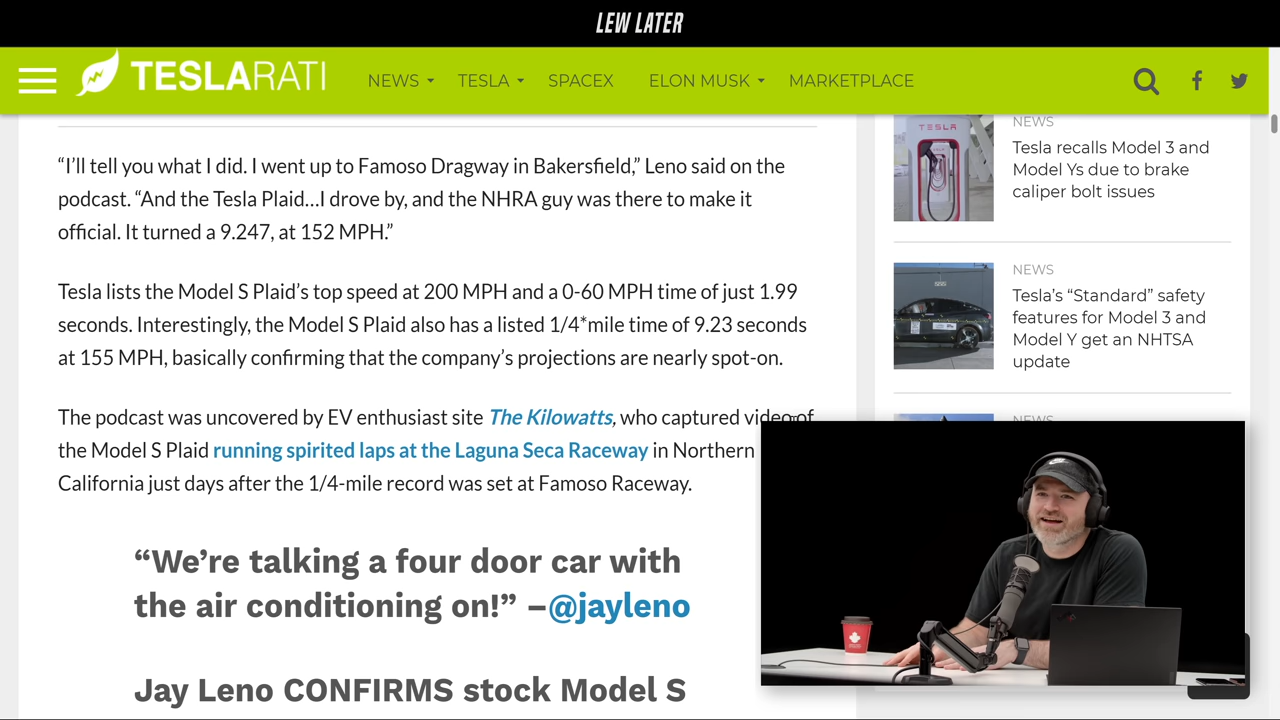 LEW LATER
TESLARATI
NEWS TESLA SPACEX ELON MUSK MARKETPLACE
“I’ll tell you what I did. I went up to Famoso Dragway in Bakersfield,” Leno said on the
podcast. “And the Tesla Plaid…I drove by, and the NHRA guy was there to make it
official. It turned a 9.247, at 152 MPH.”
Tesla lists the Model S Plaid’s top speed at 200 MPH and a 0-60 MPH time of just 1.99
seconds. Interestingly, the Model S Plaid also has a listed 1/4*mile time of 9.23 seconds
at 155 MPH, basically confirming that the company’s projections are nearly spot-on.
The podcast was uncovered by EV enthusiast site The Kilowatts, who captured video of
the Model S Plaid running spirited laps at the Laguna Seca Raceway in Northern
California just days after the 1/4-mile record was set at Famoso Raceway.
“We’re talking a four door car with
the air conditioning on!” –@jayleno
Jay Leno CONFIRMS stock Model S
TESLA
NEWS
Tesla recalls Model 3 and
Model Ys due to brake
caliper bolt issues
NEWS
Tesla’s “Standard” safety
features for Model 3 and
Model Y get an NHTSA
update
NEWS